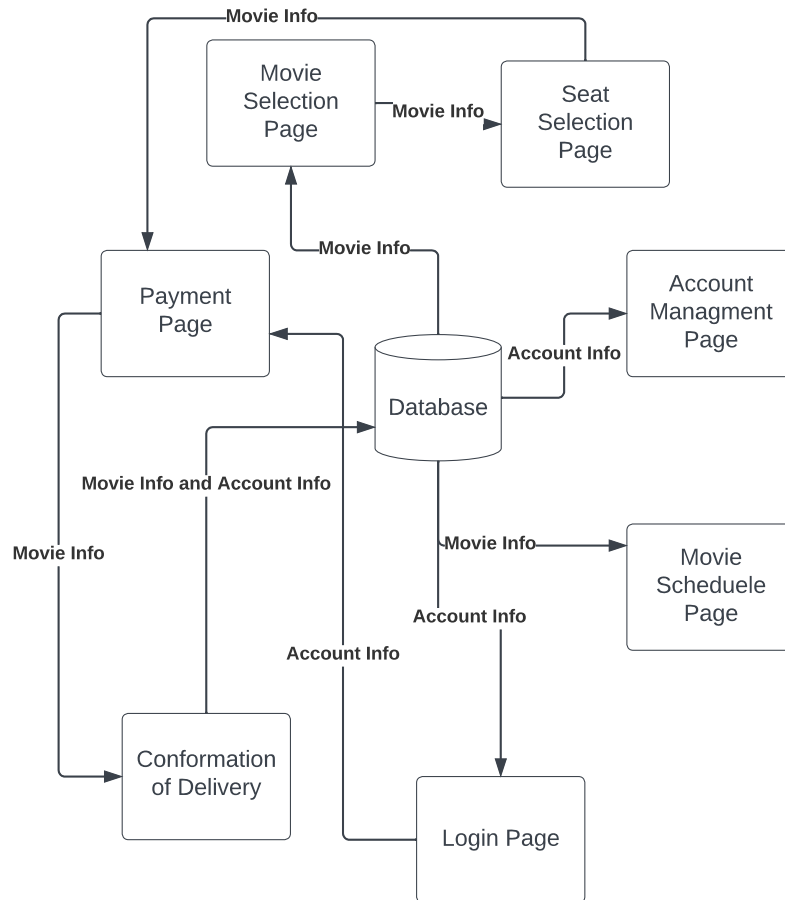 Movie Info
Movie
Selection
Page
Movie Info
Seat
Selection
Page
Movie Info
Payment
Page
Account
Managment
Page
Account Info
Database
Movie Info and Account Info
Movie Info
Movie Info
Movie
Scheduele
Page
Account Info
Account Info
Conformation
of Delivery
Login Page